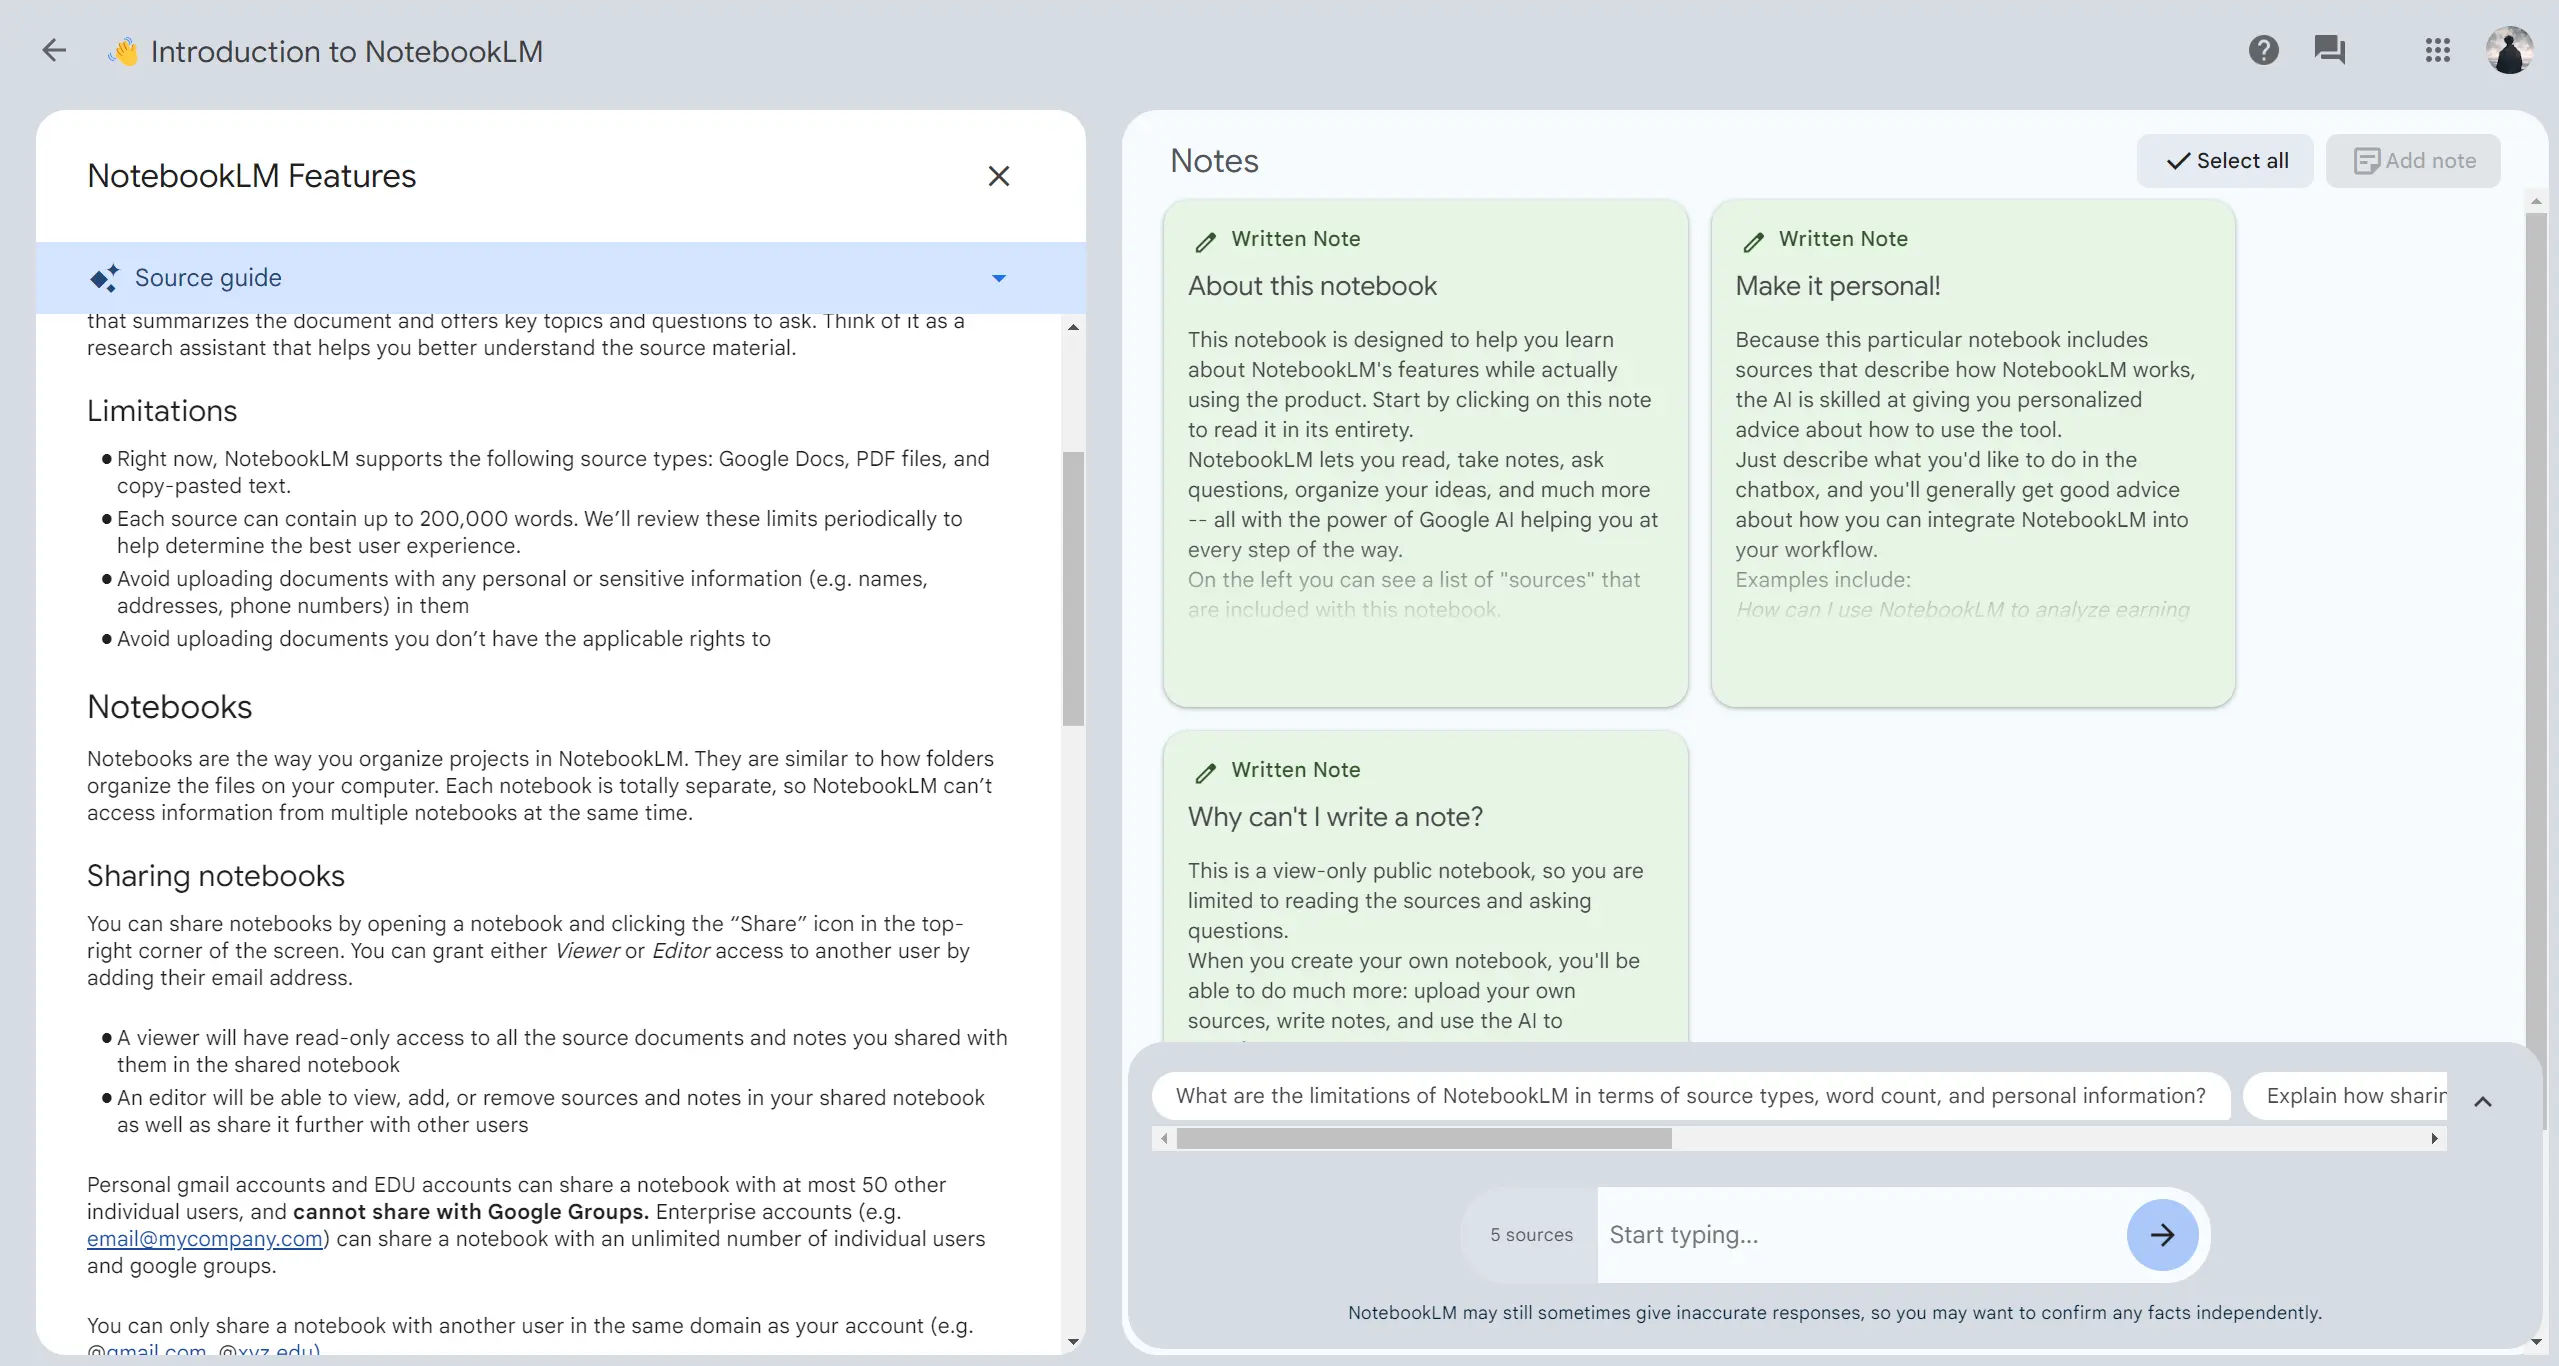 Introduction to NotebookLM
NotebookLM Features
Source guide
that summarizes the document and offers key topics and questions to ask. Think of it as a
research assistant that helps you better understand the source material.
Limitations
● Right now, NotebookLM supports the following source types: Google Docs, PDF files, and
copy-pasted text.
● Each source can contain up to 200,000 words. We’ll review these limits periodically to
help determine the best user experience.
● Avoid uploading documents with any personal or sensitive information (e.g. names,
addresses, phone numbers) in them
● Avoid uploading documents you don’t have the applicable rights to
Notebooks
Notebooks are the way you organize projects in NotebookLM. They are similar to how folders
organize the files on your computer. Each notebook is totally separate, so NotebookLM can’t
access information from multiple notebooks at the same time.
Sharing notebooks
You can share notebooks by opening a notebook and clicking the “Share” icon in the top-
right corner of the screen. You can grant either Viewer or Editor access to another user by
adding their email address.
● A viewer will have read-only access to all the source documents and notes you shared with
them in the shared notebook
● An editor will be able to view, add, or remove sources and notes in your shared notebook
as well as share it further with other users
Personal gmail accounts and EDU accounts can share a notebook with at most 50 other
individual users, and cannot share with Google Groups. Enterprise accounts (e.g.
email@mycompany.com) can share a notebook with an unlimited number of individual users
and google groups.
You can only share a notebook with another user in the same domain as your account (e.g.
@gmail.com, @xyz.edu)
Notes
Select all
Add note
Written Note
About this notebook
This notebook is designed to help you learn
about NotebookLM's features while actually
using the product. Start by clicking on this note
to read it in its entirety.
NotebookLM lets you read, take notes, ask
questions, organize your ideas, and much more
-- all with the power of Google AI helping you at
every step of the way.
On the left you can see a list of "sources" that
are included with this notebook.
Written Note
Make it personal!
Because this particular notebook includes
sources that describe how NotebookLM works,
the AI is skilled at giving you personalized
advice about how to use the tool.
Just describe what you'd like to do in the
chatbox, and you'll generally get good advice
about how you can integrate NotebookLM into
your workflow.
Examples include:
How can I use NotebookLM to analyze earning
Written Note
Why can't I write a note?
This is a view-only public notebook, so you are
limited to reading the sources and asking
questions.
When you create your own notebook, you'll be
able to do much more: upload your own
sources, write notes, and use the AI to
What are the limitations of NotebookLM in terms of source types, word count, and personal information?
Explain how sharin
5 sources
Start typing...
NotebookLM may still sometimes give inaccurate responses, so you may want to confirm any facts independently.